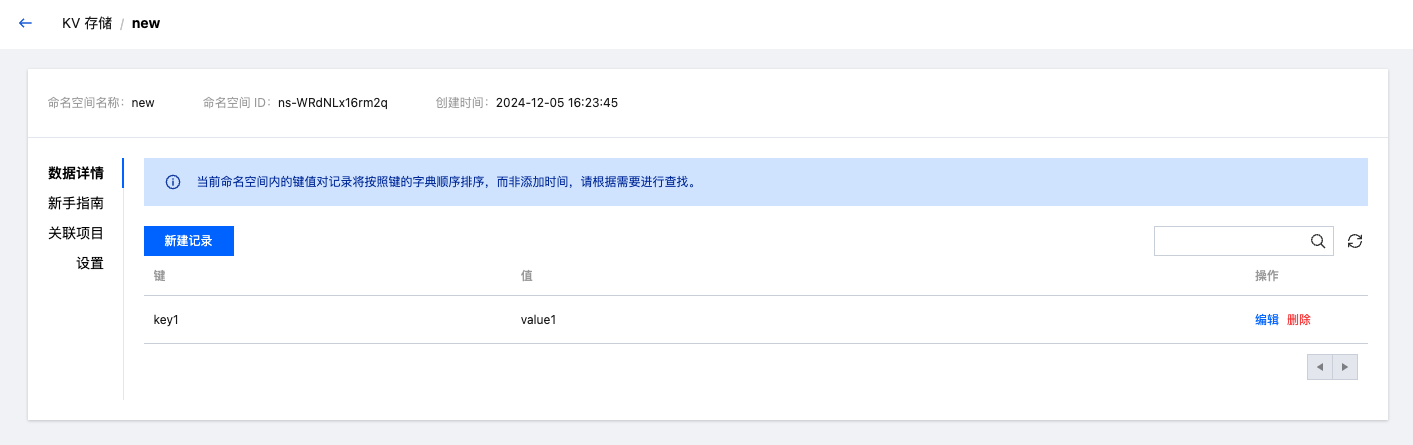 KV 存储 / new
命名空间名称： new 命名空间 ID： ns-WRdNLx16rm2q 创建时间： 2024-12-05 16:23:45
数据详情
新手指南
关联项目
设置
当前命名空间内的键值对记录将按照键的字典顺序排序，而非添加时间，请根据需要进行查找。
新建记录
键 值 操作
key1 value1 编辑 删除